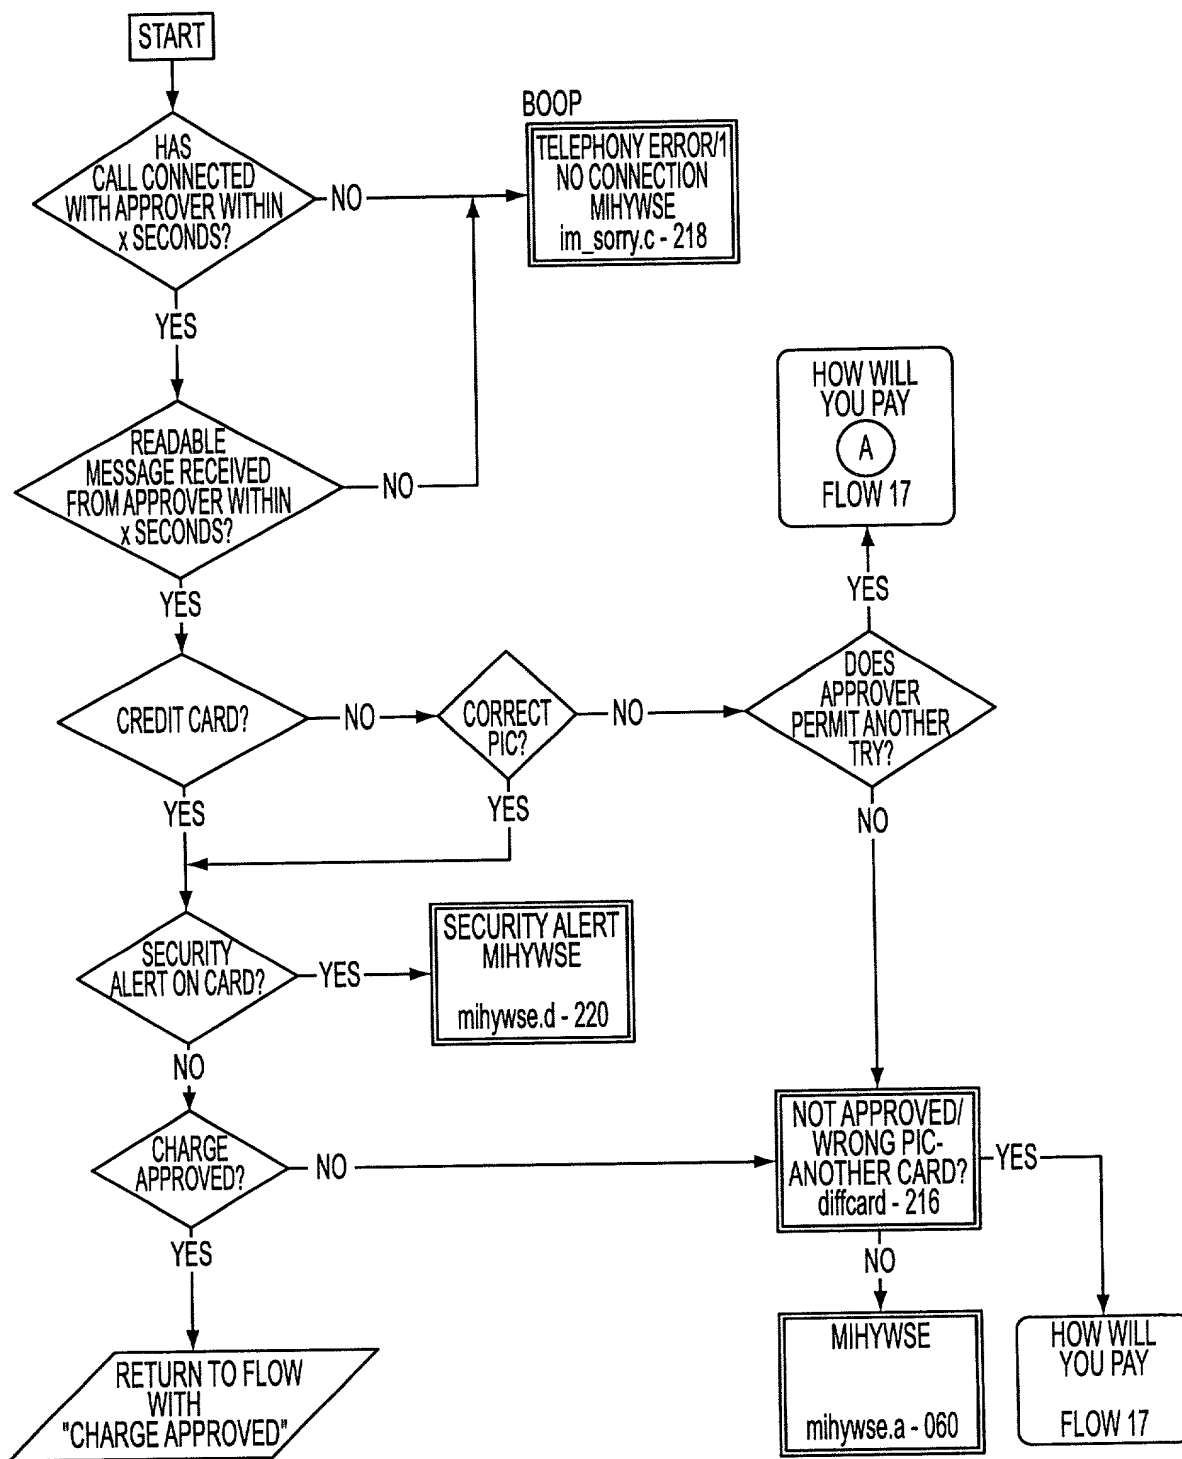 START
HAS
CALL CONNECTED
WITH APPROVER WITHIN
x SECONDS?
NO
BOOP
TELEPHONY ERROR/1
NO CONNECTION
MIHYWSE
im_sorry.c - 218
YES
READABLE
MESSAGE RECEIVED
FROM APPROVER WITHIN
x SECONDS?
NO
HOW WILL
YOU PAY
A
FLOW 17
YES
YES
CREDIT CARD?
NO
CORRECT
PIC?
NO
DOES
APPROVER
PERMIT ANOTHER
TRY?
YES
YES
NO
SECURITY
ALERT ON CARD?
YES
SECURITY ALERT
MIHYWSE
mihywse.d - 220
NO
CHARGE
APPROVED?
NO
NOT APPROVED/
WRONG PIC-
ANOTHER CARD?
diffcard - 216
YES
YES
NO
RETURN TO FLOW
WITH
"CHARGE APPROVED"
MIHYWSE
mihywse.a - 060
HOW WILL
YOU PAY
FLOW 17